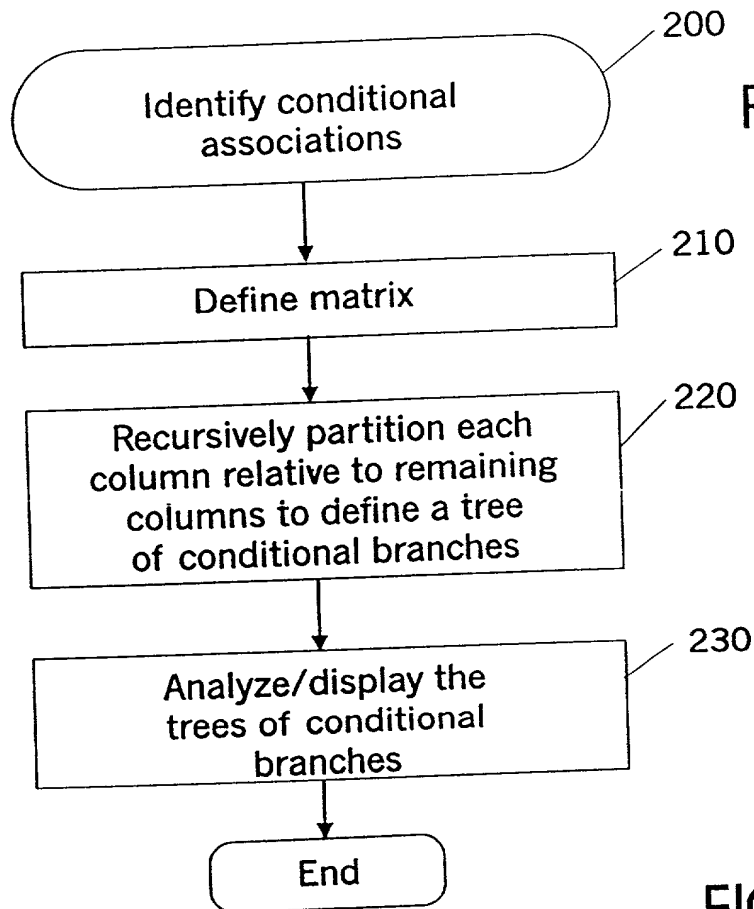 200
Identify conditional
associations
210
Define matrix
220
Recursively partition each
column relative to remaining
columns to define a tree
of conditional branches
230
Analyze/display the
trees of conditional
branches
End